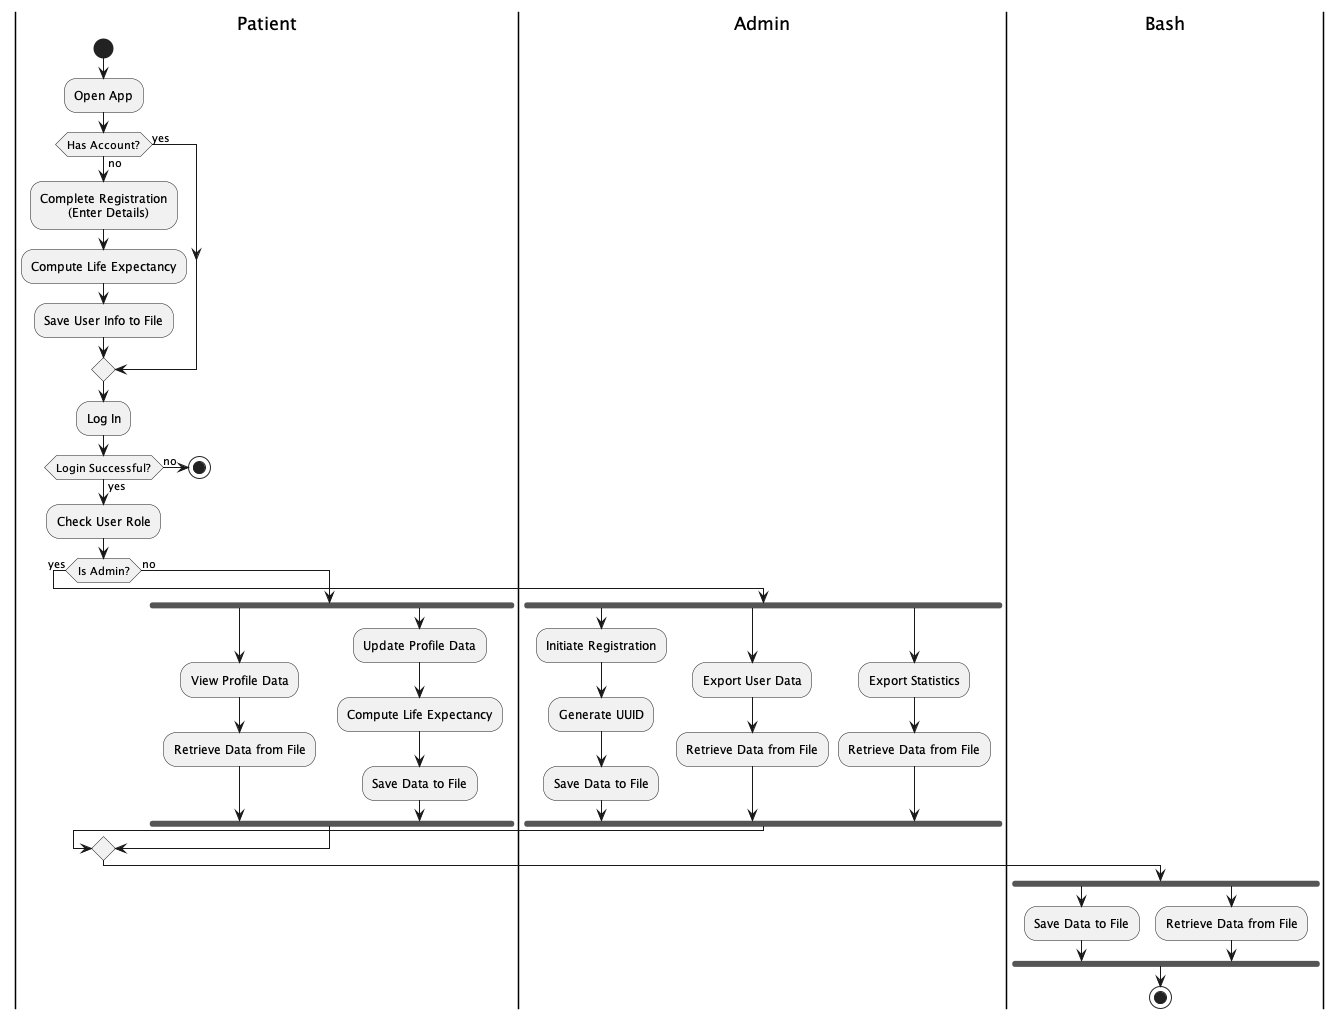 Patient
Admin
Bash
Open App
Has Account?
yes
no
Complete Registration
(Enter Details)
Compute Life Expectancy
Save User Info to File
Log In
Login Successful?
no
yes
Check User Role
yes
Is Admin?
no
Update Profile Data
Initiate Registration
View Profile Data
Export User Data
Export Statistics
Compute Life Expectancy
Generate UUID
Retrieve Data from File
Retrieve Data from File
Retrieve Data from File
Save Data to File
Save Data to File
Save Data to File
Retrieve Data from File